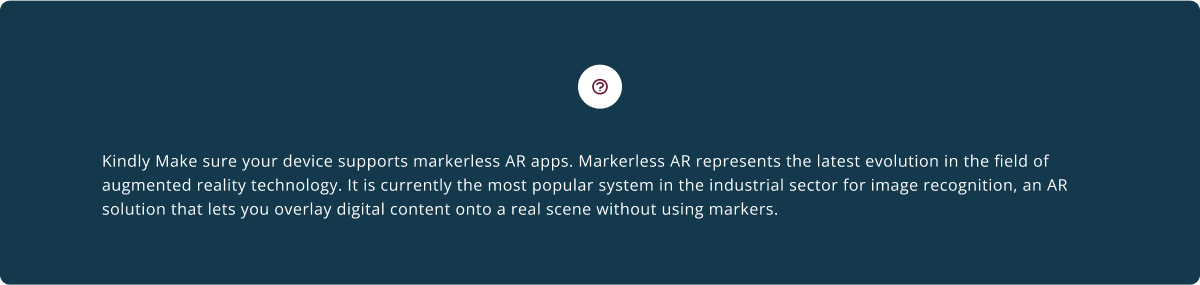 Kindly Make sure your device supports markerless AR apps. Markerless AR represents the latest evolution in the field of
augmented reality technology. It is currently the most popular system in the industrial sector for image recognition, an AR
solution that lets you overlay digital content onto a real scene without using markers.